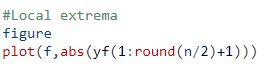 #Local extrema
figure
plot(f,abs(yf(1:round(n/2)+1)))